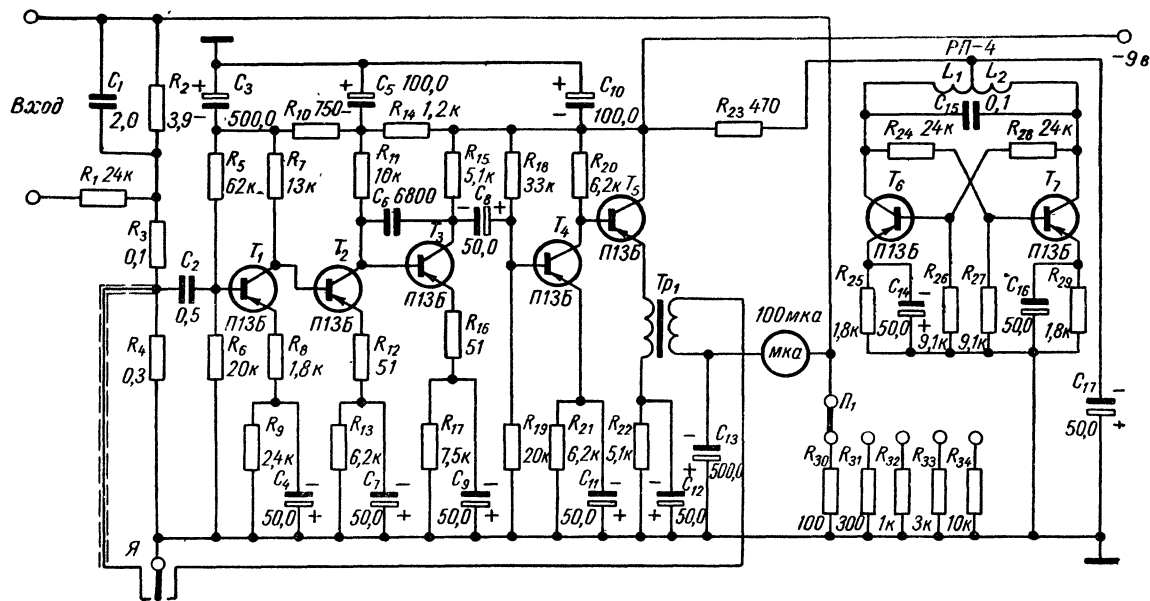 Вход
C1
2,0
R2
3,9
R1 24к
R3
0,1
C2
0,5
R4
0,3
Я
+ C3
500,0
−
R5
62к
R6
20к
R7
13к
T1
П13Б
R8
1,8к
R9
2,4к
C4
50,0
−
+
R10 750
+ C5 100,0
−
R11
10к
C6 6800
T2
П13Б
R12
51
R13
6,2к
C7
50,0
−
+
R14 1,2к
R15
5,1к
− C8 +
50,0
T3
П13Б
R16
51
R17
7,5к
C9
50,0
−
+
+ C10
− 100,0
R18
33к
R19
20к
R20
6,2к
T4
П13Б
R21
6,2к
C11
50,0
−
+
T5
П13Б
R22
5,1к
C12
50,0
−
+
Тр1
− C13
+ 500,0
100мка
мка
R23 470
−9в
РП-4
L1 L2
C15 0,1
R24 24к
R28 24к
T6
П13Б
T7
П13Б
R25
1,8к
C14
50,0
−
+
R26
9,1к
R27
9,1к
C16
50,0
R29
1,8к
C17
50,0
−
+
П1
R30
100
R31
300
R32
1к
R33
3к
R34
10к